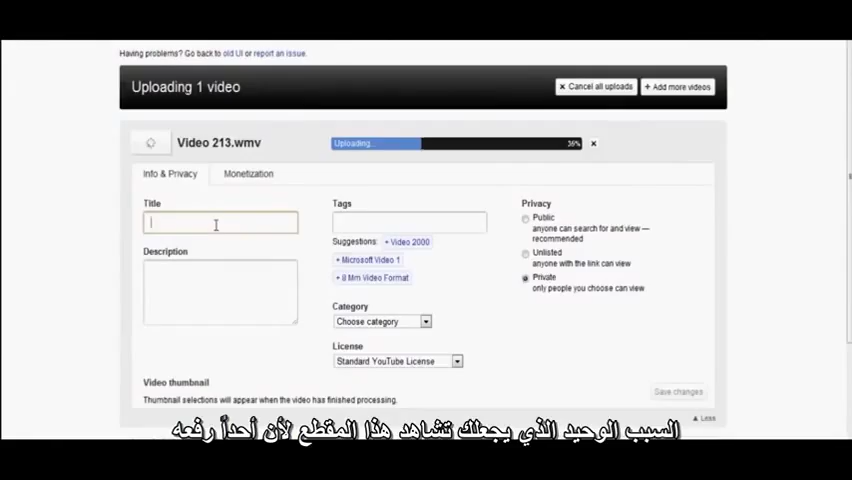 Having problems? Go back to old UI or report an issue.
Uploading 1 video
× Cancel all uploads
+ Add more videos
Video 213.wmv
Uploading...
36%
×
Info & Privacy
Monetization
Title
Description
Video thumbnail
Thumbnail selections will appear when the video has finished processing.
Tags
Suggestions: + Video 2000
+ Microsoft Video 1
+ 8 Mm Video Format
Category
Choose category
License
Standard YouTube License
Privacy
Public
anyone can search for and view —
recommended
Unlisted
anyone with the link can view
Private
only people you choose can view
Save changes
▲ Less
السبب الوحيد الذي يجعلك تشاهد هذا المقطع لأن أحداً رفعه